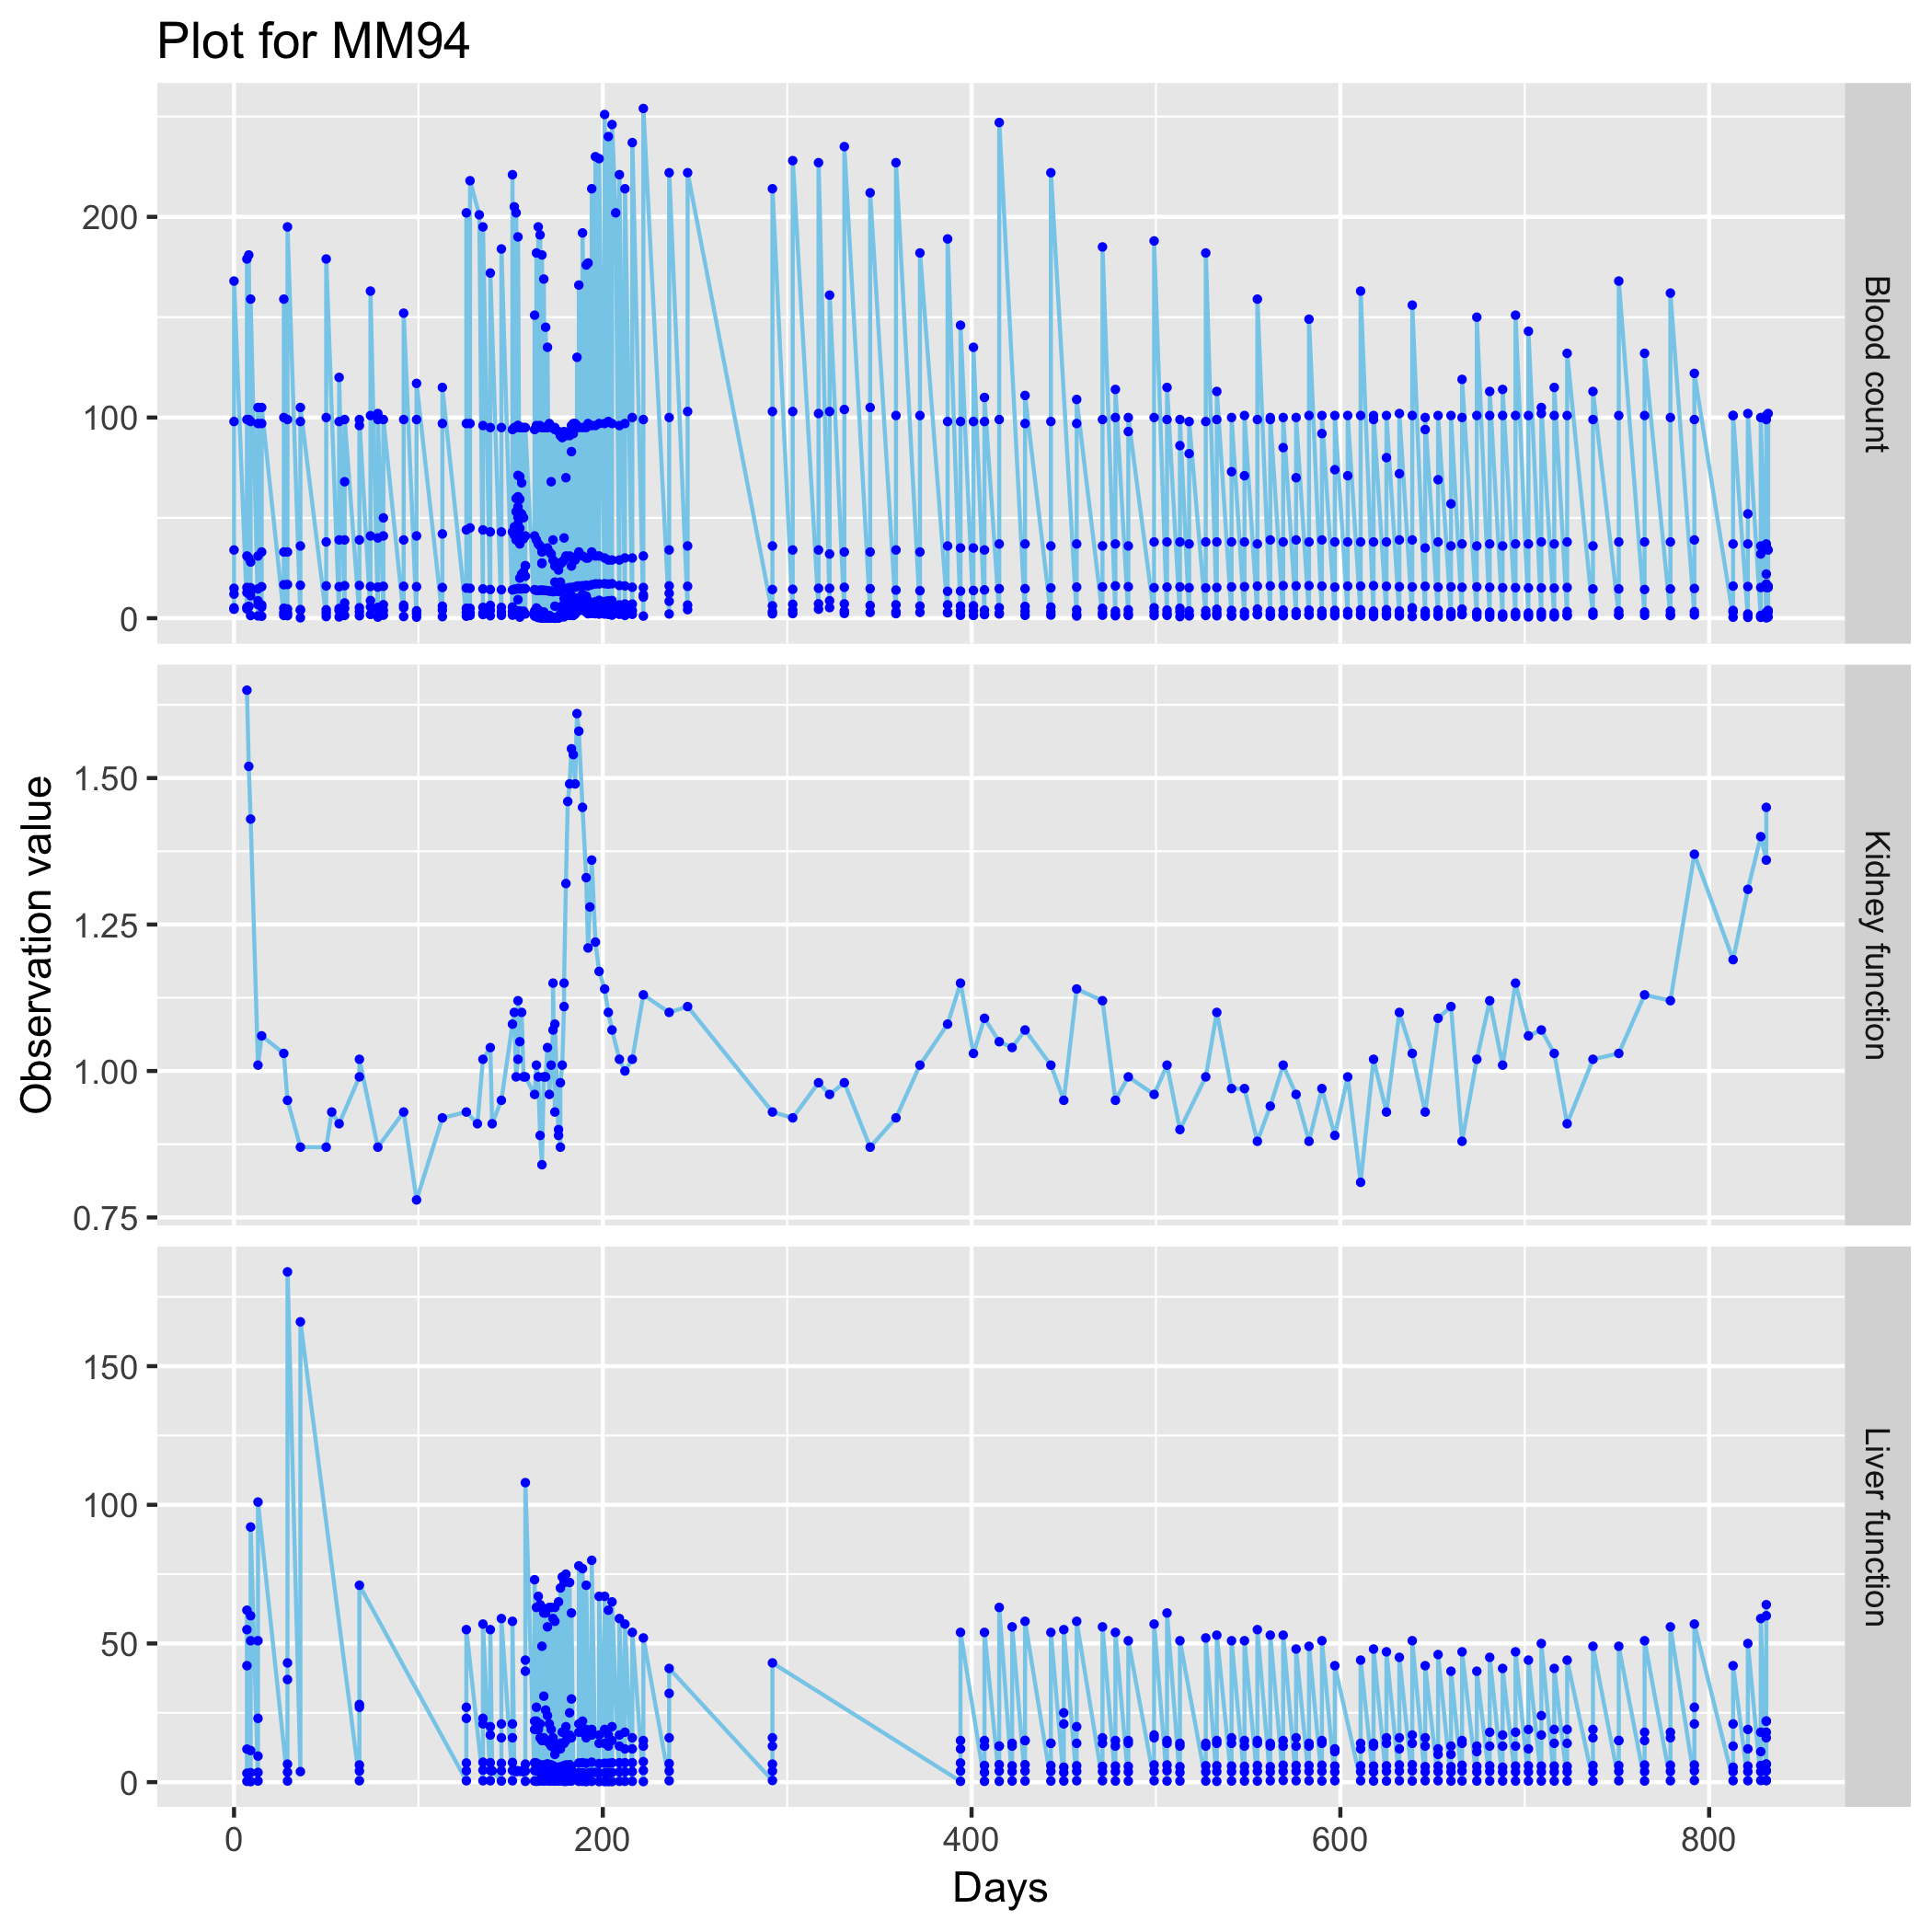 Plot for MM94
200
100
0
Blood count
1.50
1.25
1.00
0.75
Kidney function
150
100
50
0
Liver function
Observation value
0 200 400 600 800
Days